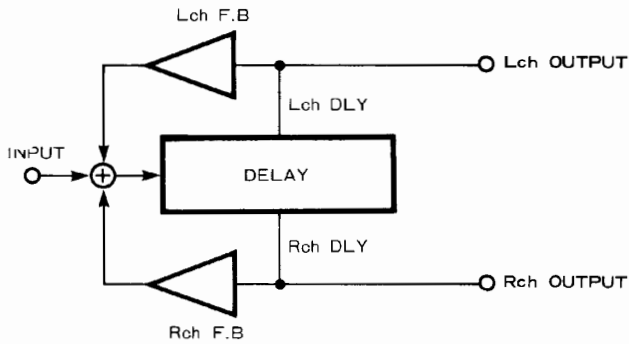 Lch F.B
Lch OUTPUT
Lch DLY
INPUT
DELAY
Rch DLY
Rch OUTPUT
Rch F.B